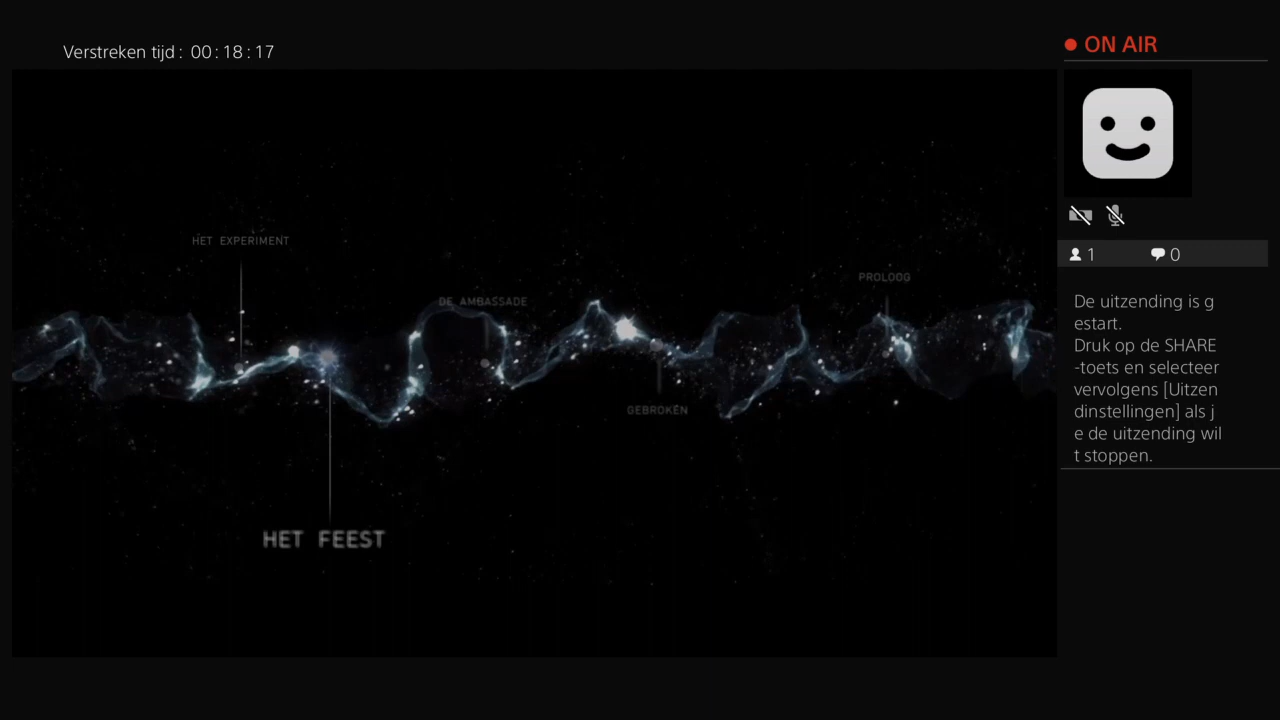 Verstreken tijd : 00 : 18 : 17
ON AIR
HET EXPERIMENT
DE AMBASSADE
PROLOOG
GEBROKEN
HET FEEST
1
0
De uitzending is g
estart.
Druk op de SHARE
-toets en selecteer
vervolgens [Uitzen
dinstellingen] als j
e de uitzending wil
t stoppen.